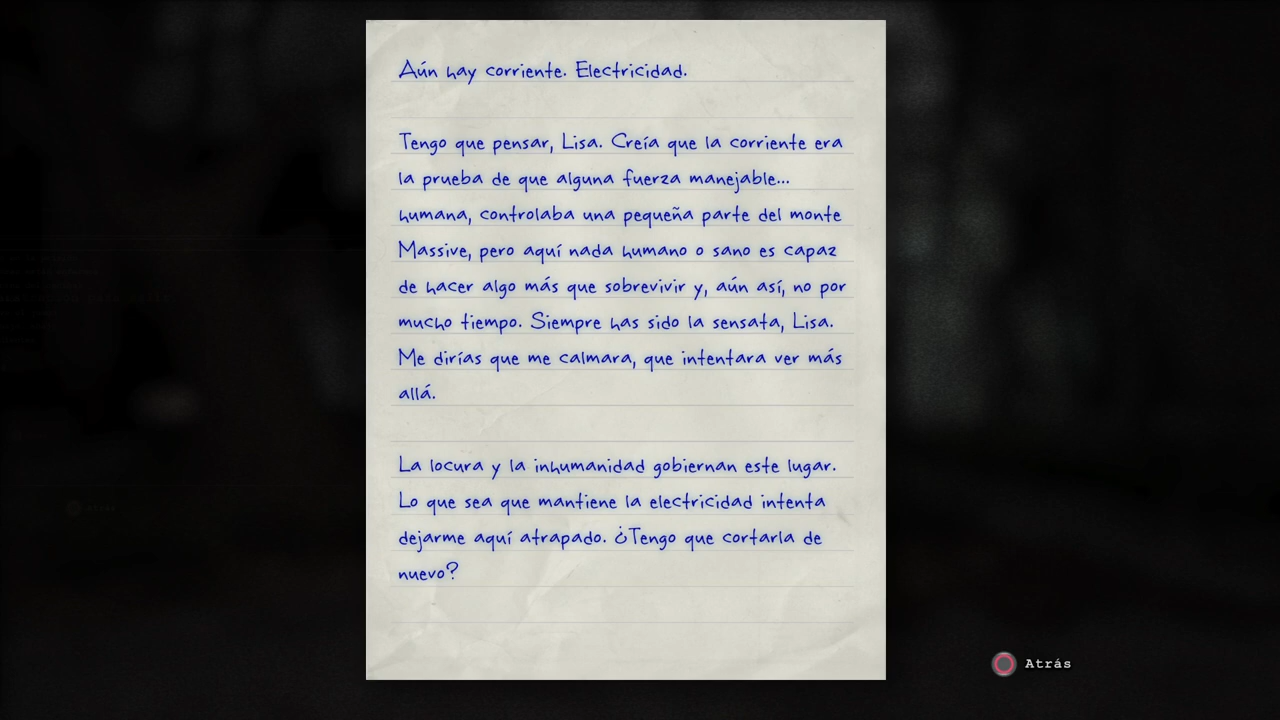 Aún hay corriente. Electricidad.
Tengo que pensar, Lisa. Creía que la corriente era
la prueba de que alguna fuerza manejable...
humana, controlaba una pequeña parte del monte
Massive, pero aquí nada humano o sano es capaz
de hacer algo más que sobrevivir y, aún así, no por
mucho tiempo. Siempre has sido la sensata, Lisa.
Me dirías que me calmara, que intentara ver más
allá.
La locura y la inhumanidad gobiernan este lugar.
Lo que sea que mantiene la electricidad intenta
dejarme aquí atrapado. ¿Tengo que cortarla de
nuevo?
Atrás